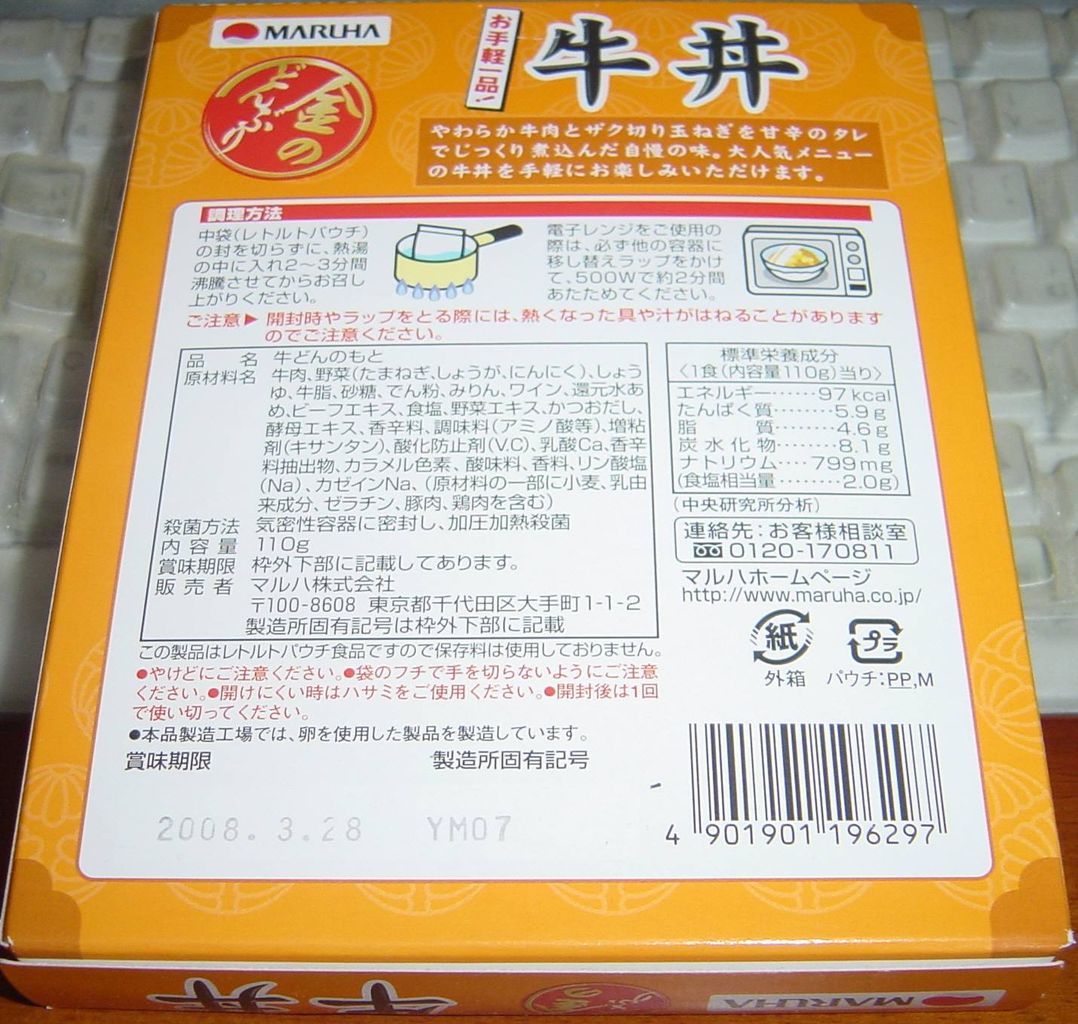 MARUHA
金の
どんぶり
お手軽一品!
牛丼
やわらか牛肉とザク切り玉ねぎを甘辛のタレ
でじっくり煮込んだ自慢の味。大人気メニュー
の牛丼を手軽にお楽しみいただけます。
調理方法
中袋(レトルトパウチ)
の封を切らずに、熱湯
の中に入れ2〜3分間
沸騰させてからお召し
上がりください。
電子レンジをご使用の
際は、必ず他の容器に
移し替えラップをかけ
て、500Wで約2分間
あたためてください。
ご注意▶ 開封時やラップをとる際には、熱くなった具や汁がはねることがあります
のでご注意ください。
品名 牛どんのもと
原材料名 牛肉、野菜(たまねぎ、しょうが、にんにく)、しょう
ゆ、牛脂、砂糖、でん粉、みりん、ワイン、還元水あ
め、ビーフエキス、食塩、野菜エキス、かつおだし、
酵母エキス、香辛料、調味料(アミノ酸等)、増粘
剤(キサンタン)、酸化防止剤(V.C)、乳酸Ca、香辛
料抽出物、カラメル色素、酸味料、香料、リン酸塩
(Na)、カゼインNa、(原材料の一部に小麦、乳由
来成分、ゼラチン、豚肉、鶏肉を含む)
殺菌方法 気密性容器に密封し、加圧加熱殺菌
内容量 110g
賞味期限 枠外下部に記載してあります。
販売者 マルハ株式会社
〒100-8608 東京都千代田区大手町1-1-2
製造所固有記号は枠外下部に記載
標準栄養成分
〈1食(内容量110g)当り〉
エネルギー……97kcal
たんぱく質………5.9g
脂質………4.6g
炭水化物………8.1g
ナトリウム‥‥799mg
(食塩相当量………2.0g)
(中央研究所分析)
連絡先:お客様相談室
0120-170811
マルハホームページ
http://www.maruha.co.jp/
紙
外箱
プラ
パウチ:PP,M
この製品はレトルトパウチ食品ですので保存料は使用しておりません。
●やけどにご注意ください。●袋のフチで手を切らないようにご注意
ください。●開けにくい時はハサミをご使用ください。●開封後は1回
で使い切ってください。
●本品製造工場では、卵を使用した製品を製造しています。
賞味期限 製造所固有記号
2008. 3.28 YM07
4 901901 196297
牛丼
MARUHA